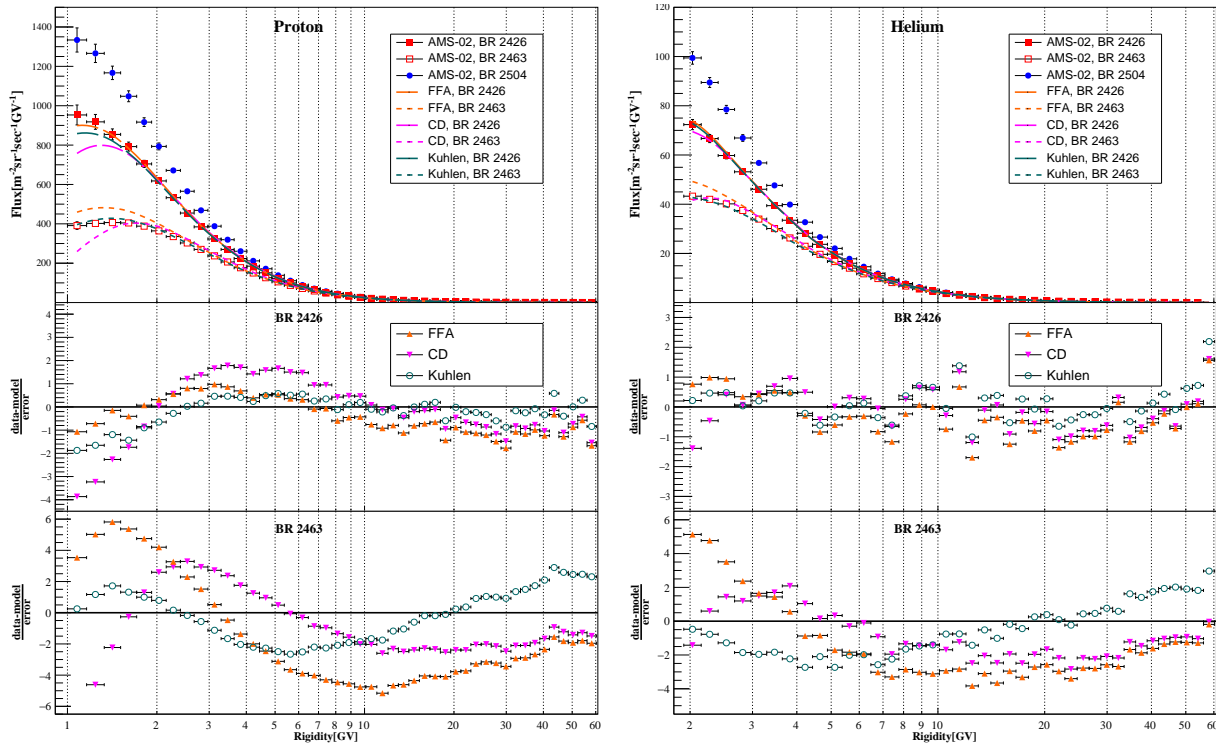 Proton
Flux[m⁻²sr⁻¹sec⁻¹GV⁻¹]
1400
1200
1000
800
600
400
200
AMS-02, BR 2426
AMS-02, BR 2463
AMS-02, BR 2504
FFA, BR 2426
FFA, BR 2463
CD, BR 2426
CD, BR 2463
Kuhlen, BR 2426
Kuhlen, BR 2463
BR 2426
data-model
error
4
3
2
1
0
−1
−2
−3
−4
FFA
CD
Kuhlen
BR 2463
data-model
error
6
4
2
0
−2
−4
−6
1 2 3 4 5 6 7 8 9 10 20 30 40 50 60
Rigidity[GV]
Helium
Flux[m⁻²sr⁻¹sec⁻¹GV⁻¹]
140
120
100
80
60
40
20
AMS-02, BR 2426
AMS-02, BR 2463
AMS-02, BR 2504
FFA, BR 2426
FFA, BR 2463
CD, BR 2426
CD, BR 2463
Kuhlen, BR 2426
Kuhlen, BR 2463
BR 2426
data-model
error
3
2
1
0
−1
−2
−3
FFA
CD
Kuhlen
BR 2463
data-model
error
6
4
2
0
−2
−4
2 3 4 5 6 7 8 9 10 20 30 40 50 60
Rigidity[GV]